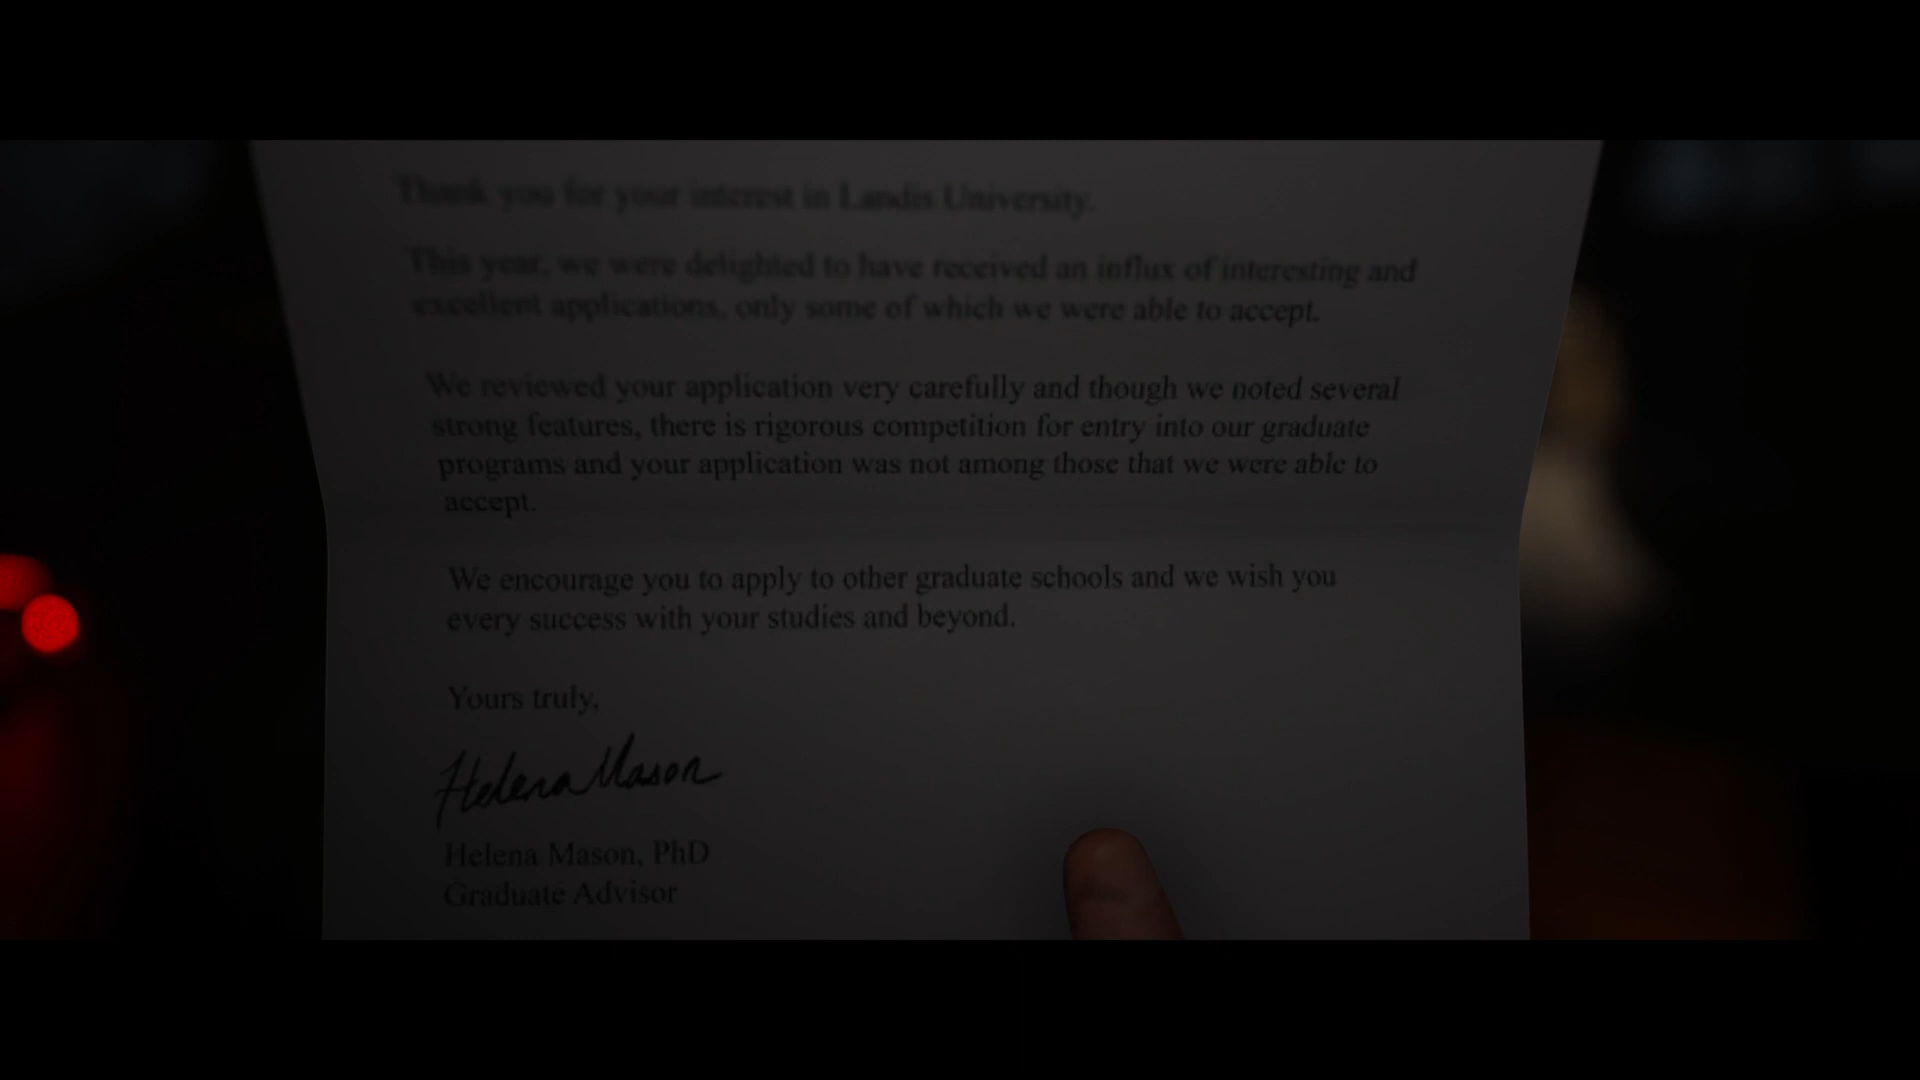 Thank you for your interest in Landis University.
This year, we were delighted to have received an influx of interesting and
excellent applications, only some of which we were able to accept.
We reviewed your application very carefully and though we noted several
strong features, there is rigorous competition for entry into our graduate
programs and your application was not among those that we were able to
accept.
We encourage you to apply to other graduate schools and we wish you
every success with your studies and beyond.
Yours truly,
Helena Mason
Helena Mason, PhD
Graduate Advisor